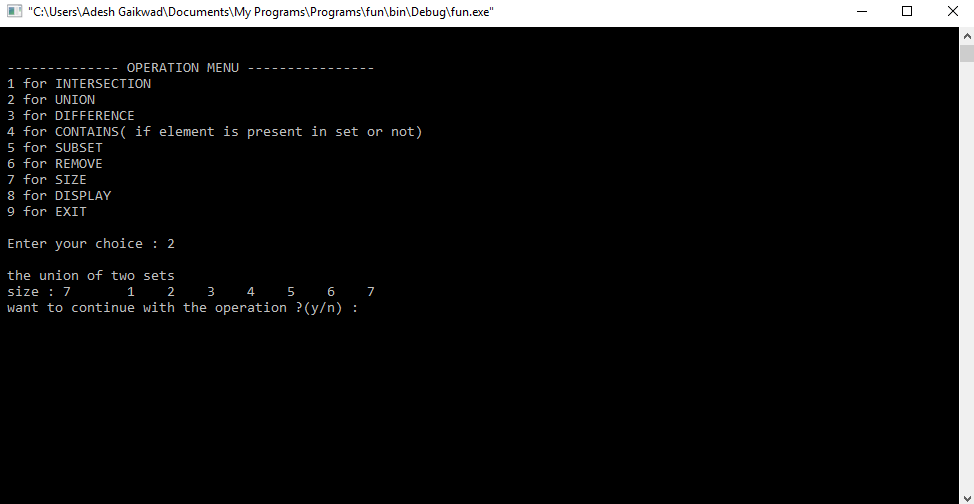 "C:\Users\Adesh Gaikwad\Documents\My Programs\Programs\fun\bin\Debug\fun.exe"
-------------- OPERATION MENU ----------------
1 for INTERSECTION
2 for UNION
3 for DIFFERENCE
4 for CONTAINS( if element is present in set or not)
5 for SUBSET
6 for REMOVE
7 for SIZE
8 for DISPLAY
9 for EXIT
Enter your choice : 2
the union of two sets
size : 7       1    2    3    4    5    6    7
want to continue with the operation ?(y/n) :